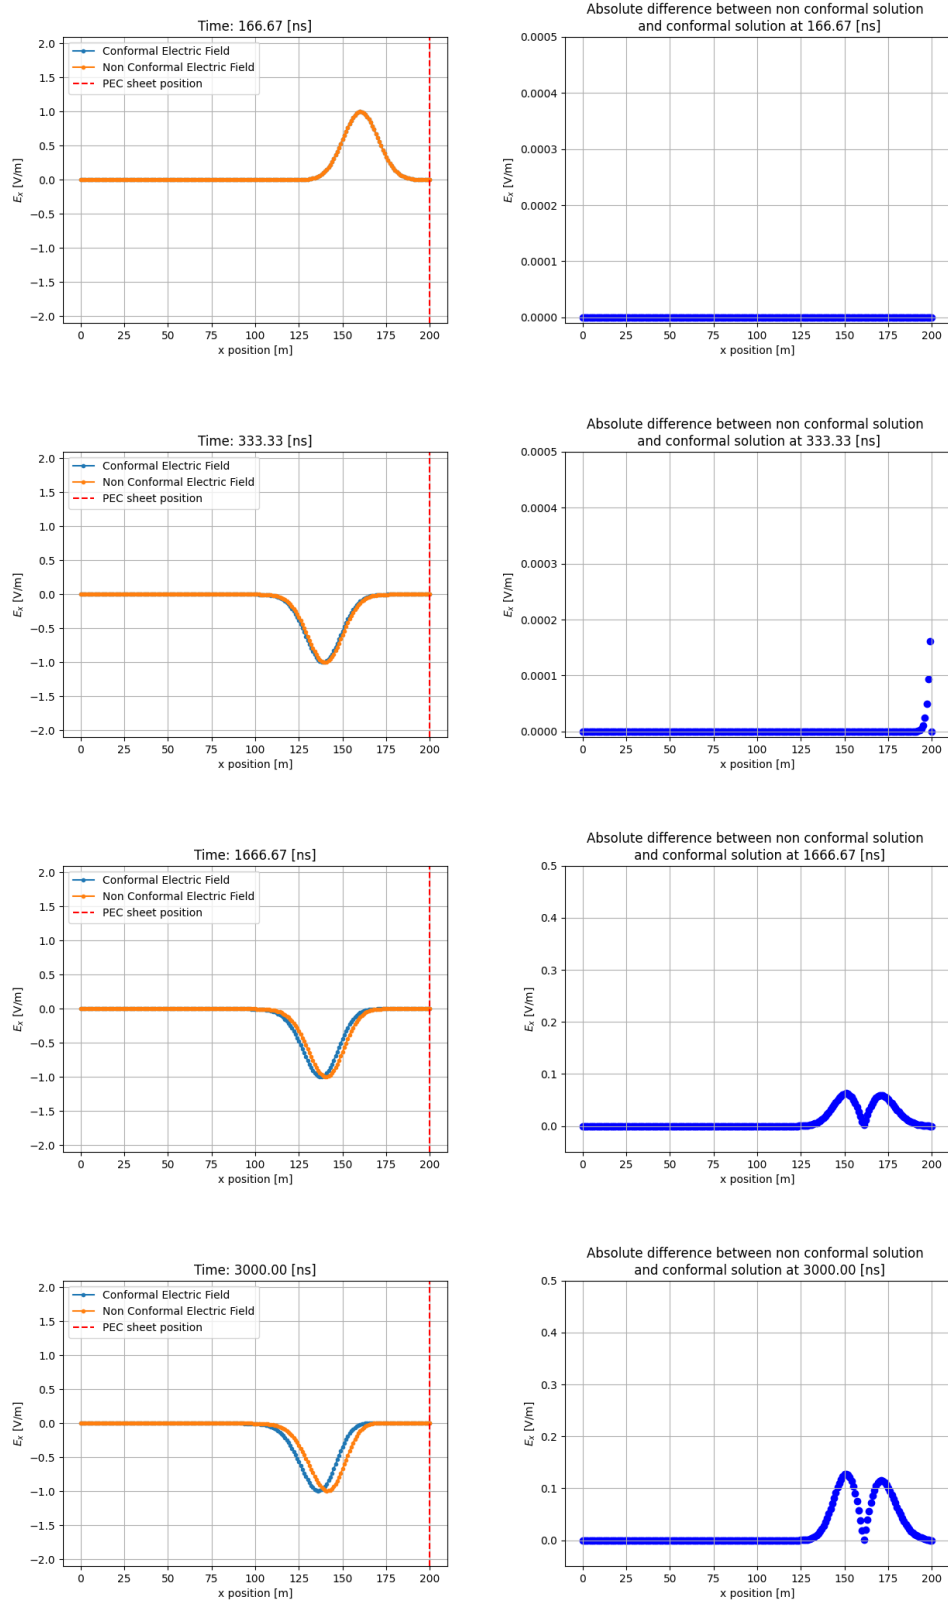 Time: 166.67 [ns]
2.0
1.5
1.0
0.5
0.0
−0.5
−1.0
−1.5
−2.0
E_x [V/m]
Conformal Electric Field
Non Conformal Electric Field
PEC sheet position
0 25 50 75 100 125 150 175 200
x position [m]
Absolute difference between non conformal solution
and conformal solution at 166.67 [ns]
0.0005
0.0004
0.0003
0.0002
0.0001
0.0000
E_x [V/m]
0 25 50 75 100 125 150 175 200
x position [m]
Time: 333.33 [ns]
2.0
1.5
1.0
0.5
0.0
−0.5
−1.0
−1.5
−2.0
E_x [V/m]
Conformal Electric Field
Non Conformal Electric Field
PEC sheet position
0 25 50 75 100 125 150 175 200
x position [m]
Absolute difference between non conformal solution
and conformal solution at 333.33 [ns]
0.0005
0.0004
0.0003
0.0002
0.0001
0.0000
E_x [V/m]
0 25 50 75 100 125 150 175 200
x position [m]
Time: 1666.67 [ns]
2.0
1.5
1.0
0.5
0.0
−0.5
−1.0
−1.5
−2.0
E_x [V/m]
Conformal Electric Field
Non Conformal Electric Field
PEC sheet position
0 25 50 75 100 125 150 175 200
x position [m]
Absolute difference between non conformal solution
and conformal solution at 1666.67 [ns]
0.5
0.4
0.3
0.2
0.1
0.0
E_x [V/m]
0 25 50 75 100 125 150 175 200
x position [m]
Time: 3000.00 [ns]
2.0
1.5
1.0
0.5
0.0
−0.5
−1.0
−1.5
−2.0
E_x [V/m]
Conformal Electric Field
Non Conformal Electric Field
PEC sheet position
0 25 50 75 100 125 150 175 200
x position [m]
Absolute difference between non conformal solution
and conformal solution at 3000.00 [ns]
0.5
0.4
0.3
0.2
0.1
0.0
E_x [V/m]
0 25 50 75 100 125 150 175 200
x position [m]